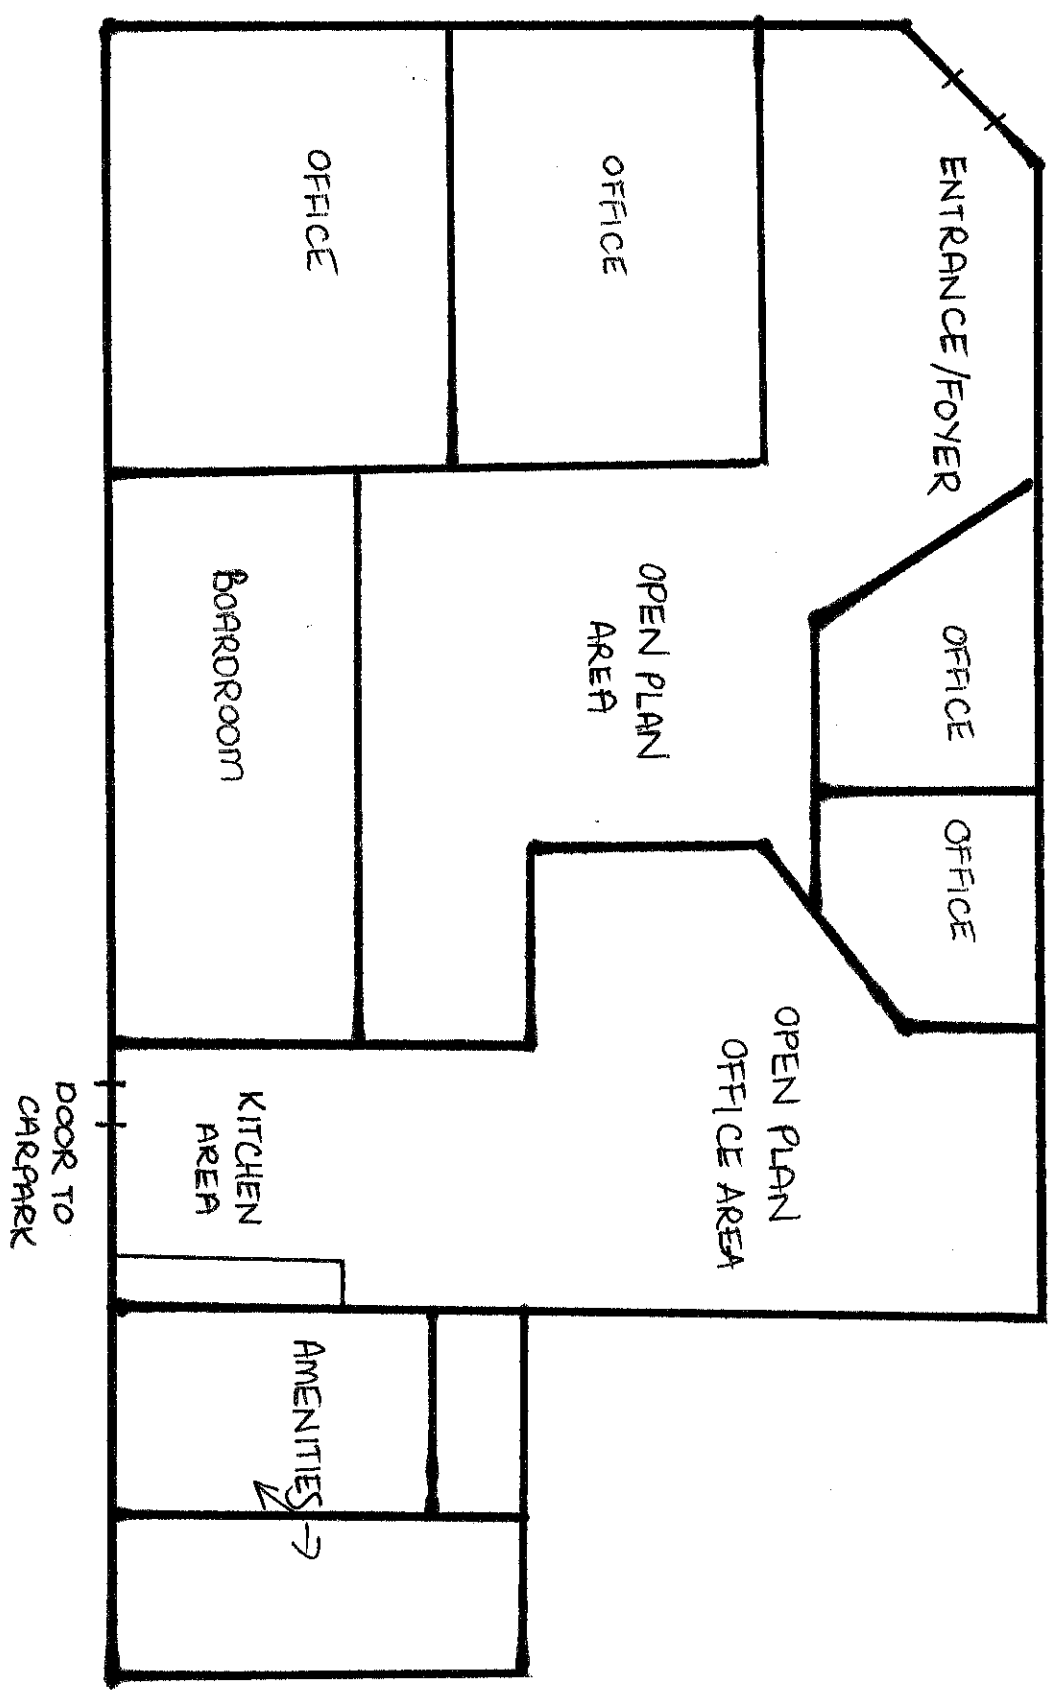 ENTRANCE/FOYER
OFFICE
OFFICE
OFFICE
OFFICE
OPEN PLAN
AREA
OPEN PLAN
OFFICE AREA
BOARDROOM
KITCHEN
AREA
AMENITIES
DOOR TO
CARPARK